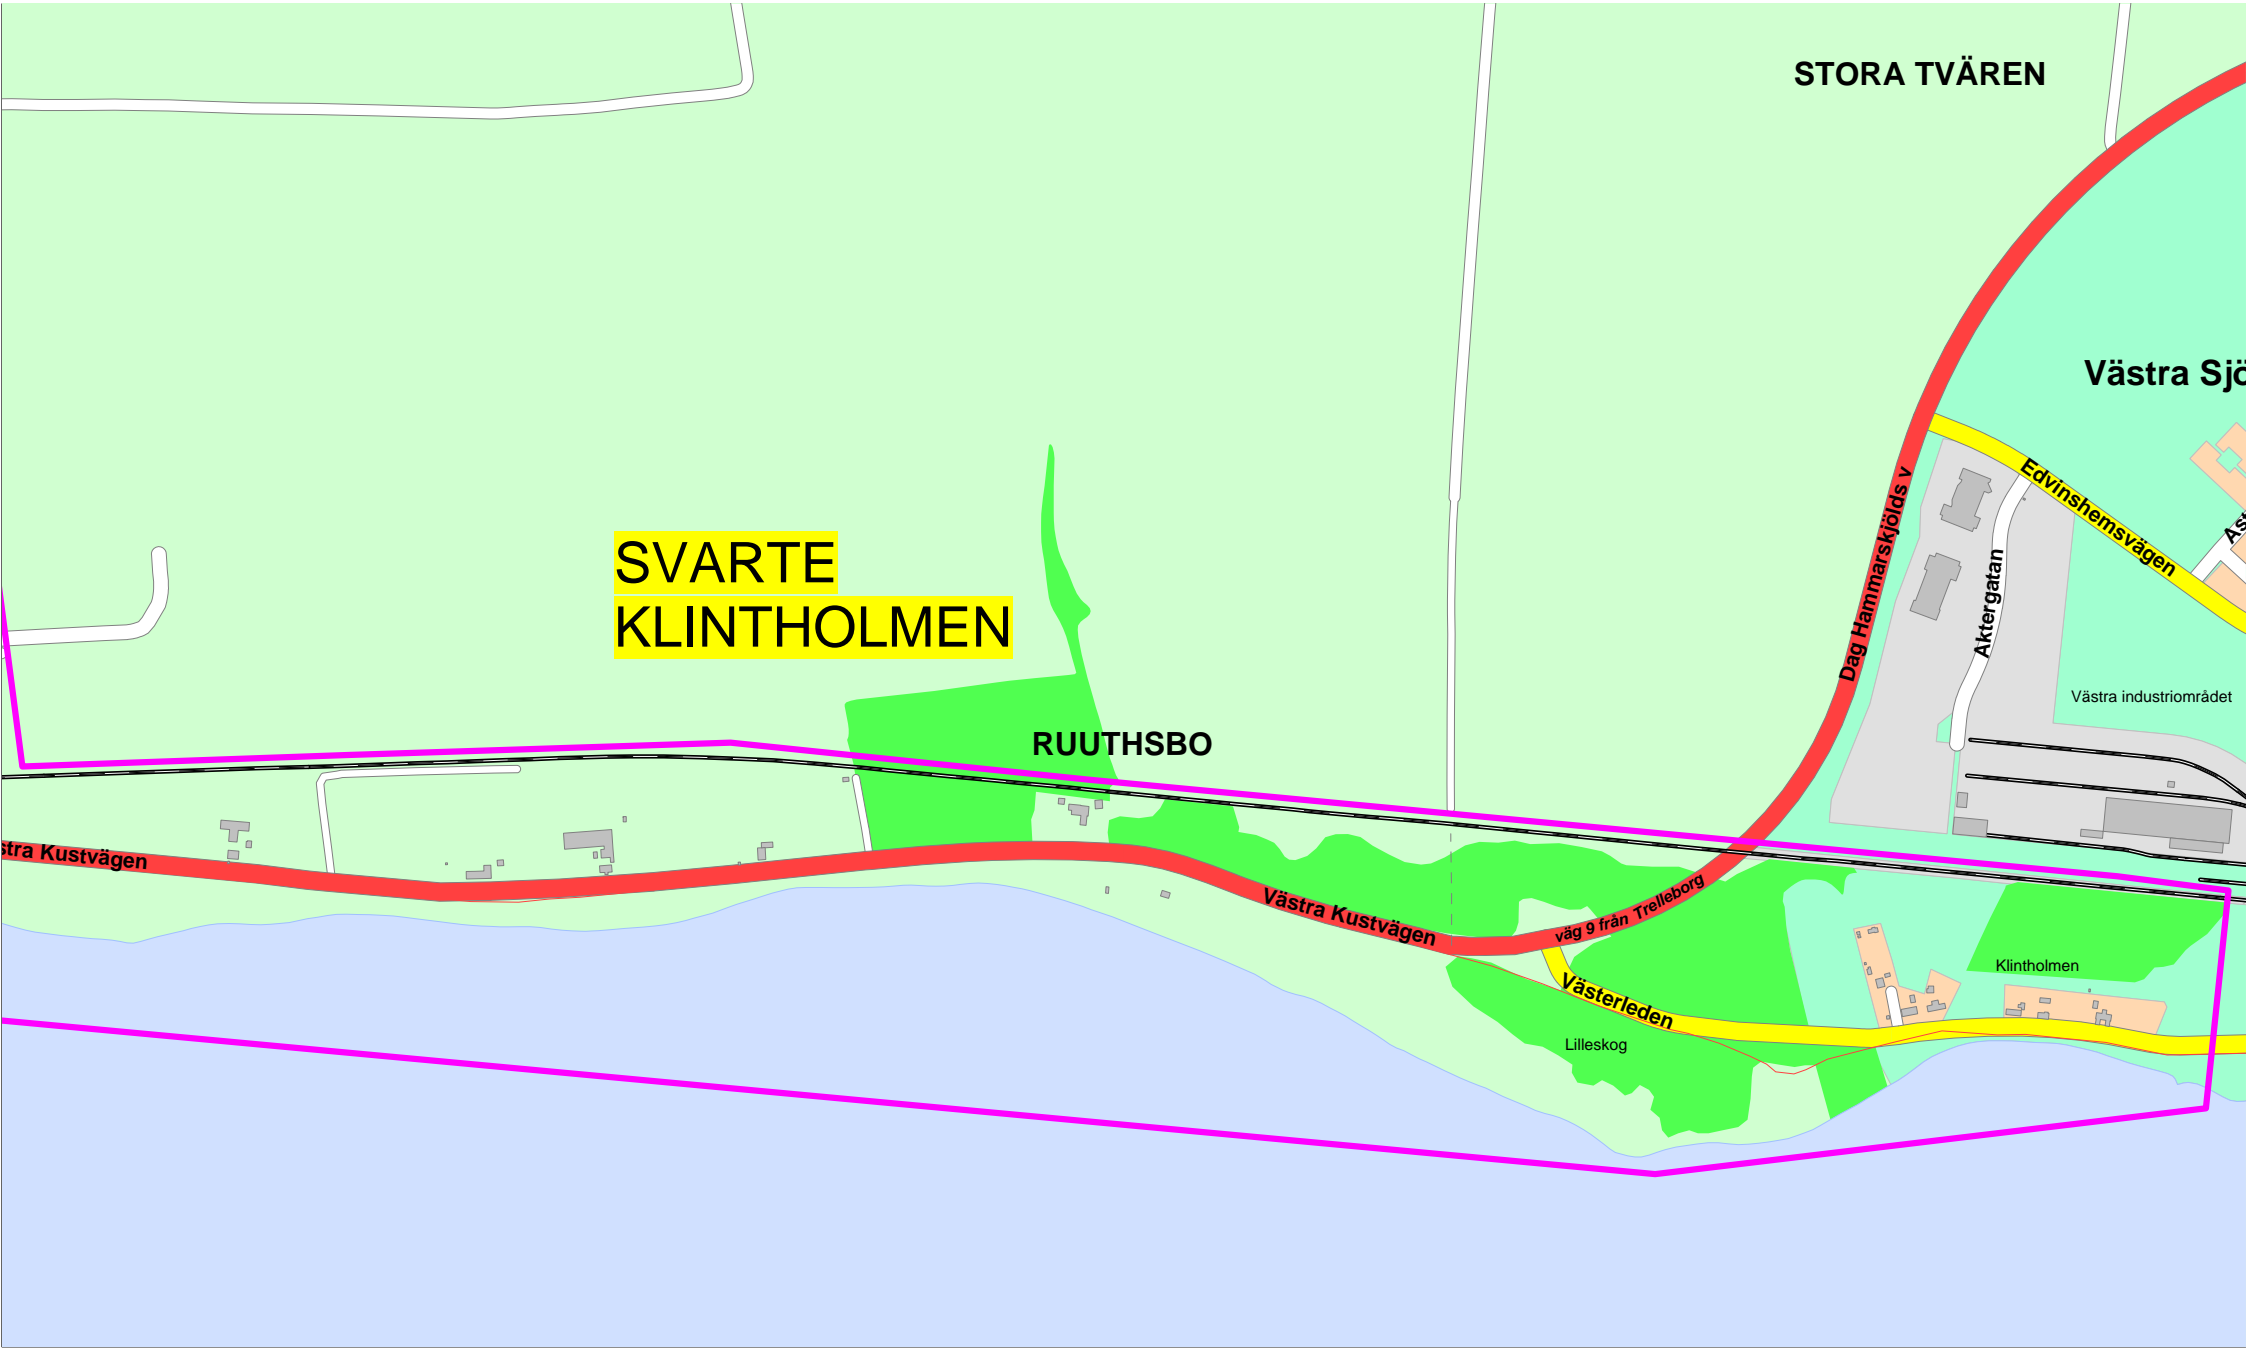 STORA TVÄREN
Västra Sjö
Edvinshemsvägen
Ast
Dag Hammarskjölds v
Aktergatan
SVARTE
KLINTHOLMEN
Västra industriområdet
RUUTHSBO
stra Kustvägen
Västra Kustvägen
väg 9 från Trelleborg
Klintholmen
Västerleden
Lilleskog